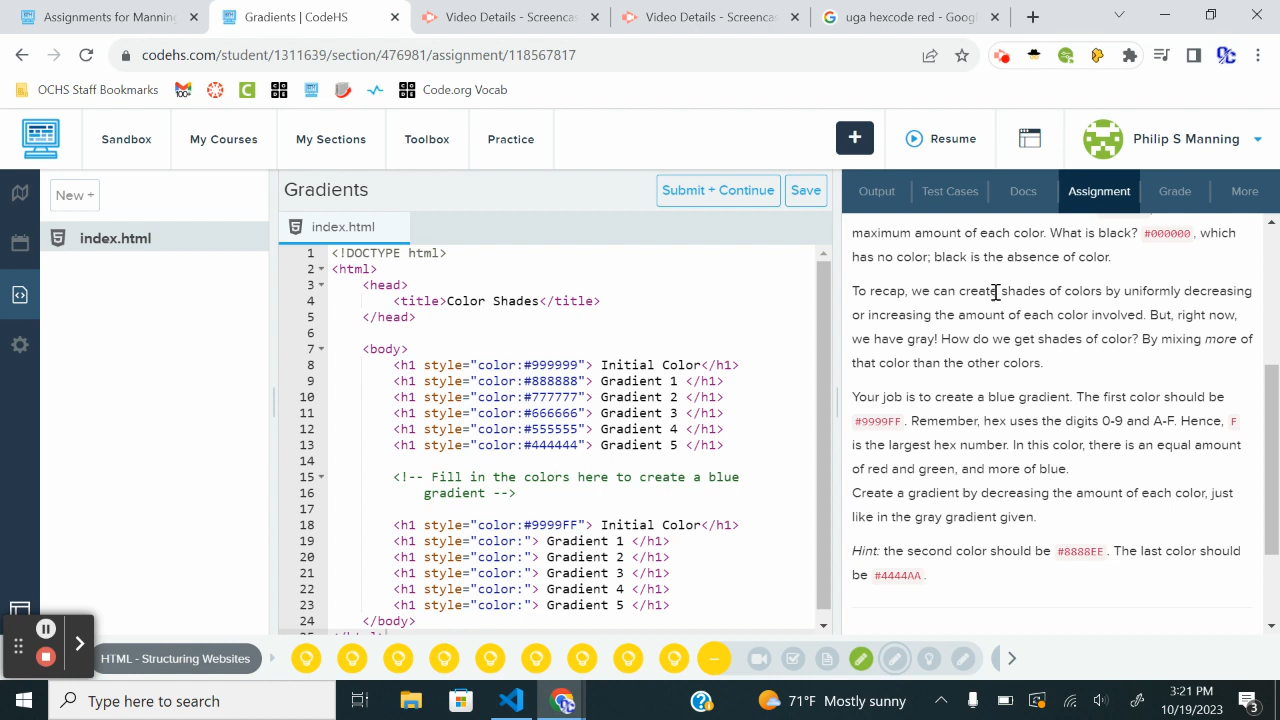 Assignments for Manning
Gradients | CodeHS
Video Details - Screencas
Video Details - Screencas
uga hexcode red - Goog
codehs.com/student/1311639/section/476981/assignment/118567817
OCHS Staff Bookmarks
Code.org Vocab
Sandbox
My Courses
My Sections
Toolbox
Practice
Resume
Philip S Manning
New +
Gradients
Submit + Continue
Save
Output
Test Cases
Docs
Assignment
Grade
More
index.html
index.html
1 <!DOCTYPE html>
2 <html>
3 <head>
4 <title>Color Shades</title>
5 </head>
6
7 <body>
8 <h1 style="color:#999999"> Initial Color</h1>
9 <h1 style="color:#888888"> Gradient 1 </h1>
10 <h1 style="color:#777777"> Gradient 2 </h1>
11 <h1 style="color:#666666"> Gradient 3 </h1>
12 <h1 style="color:#555555"> Gradient 4 </h1>
13 <h1 style="color:#444444"> Gradient 5 </h1>
14
15 <!-- Fill in the colors here to create a blue
16 gradient -->
17
18 <h1 style="color:#9999FF"> Initial Color</h1>
19 <h1 style="color:"> Gradient 1 </h1>
20 <h1 style="color:"> Gradient 2 </h1>
21 <h1 style="color:"> Gradient 3 </h1>
22 <h1 style="color:"> Gradient 4 </h1>
23 <h1 style="color:"> Gradient 5 </h1>
24 </body>
maximum amount of each color. What is black? #000000, which
has no color; black is the absence of color.
To recap, we can create shades of colors by uniformly decreasing
or increasing the amount of each color involved. But, right now,
we have gray! How do we get shades of color? By mixing more of
that color than the other colors.
Your job is to create a blue gradient. The first color should be
#9999FF. Remember, hex uses the digits 0-9 and A-F. Hence, F
is the largest hex number. In this color, there is an equal amount
of red and green, and more of blue.
Create a gradient by decreasing the amount of each color, just
like in the gray gradient given.
Hint: the second color should be #8888EE. The last color should
be #4444AA.
HTML - Structuring Websites
Type here to search
71°F Mostly sunny
3:21 PM
10/19/2023
3